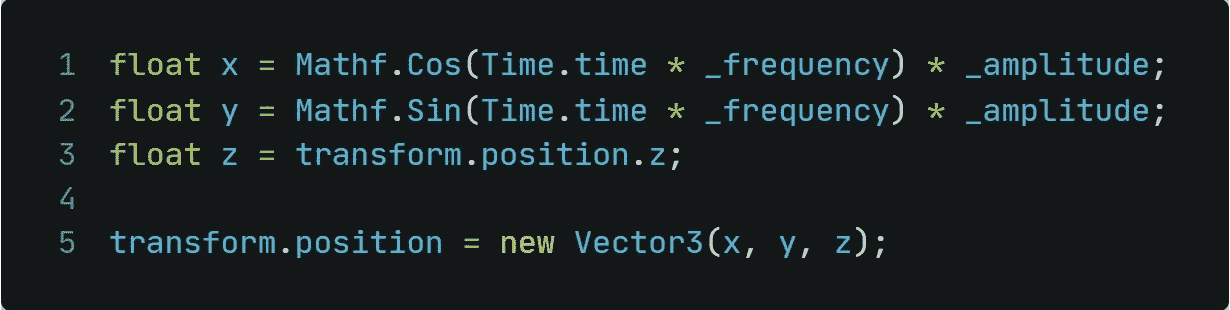 1 float x = Mathf.Cos(Time.time * _frequency) * _amplitude;
2 float y = Mathf.Sin(Time.time * _frequency) * _amplitude;
3 float z = transform.position.z;
4
5 transform.position = new Vector3(x, y, z);